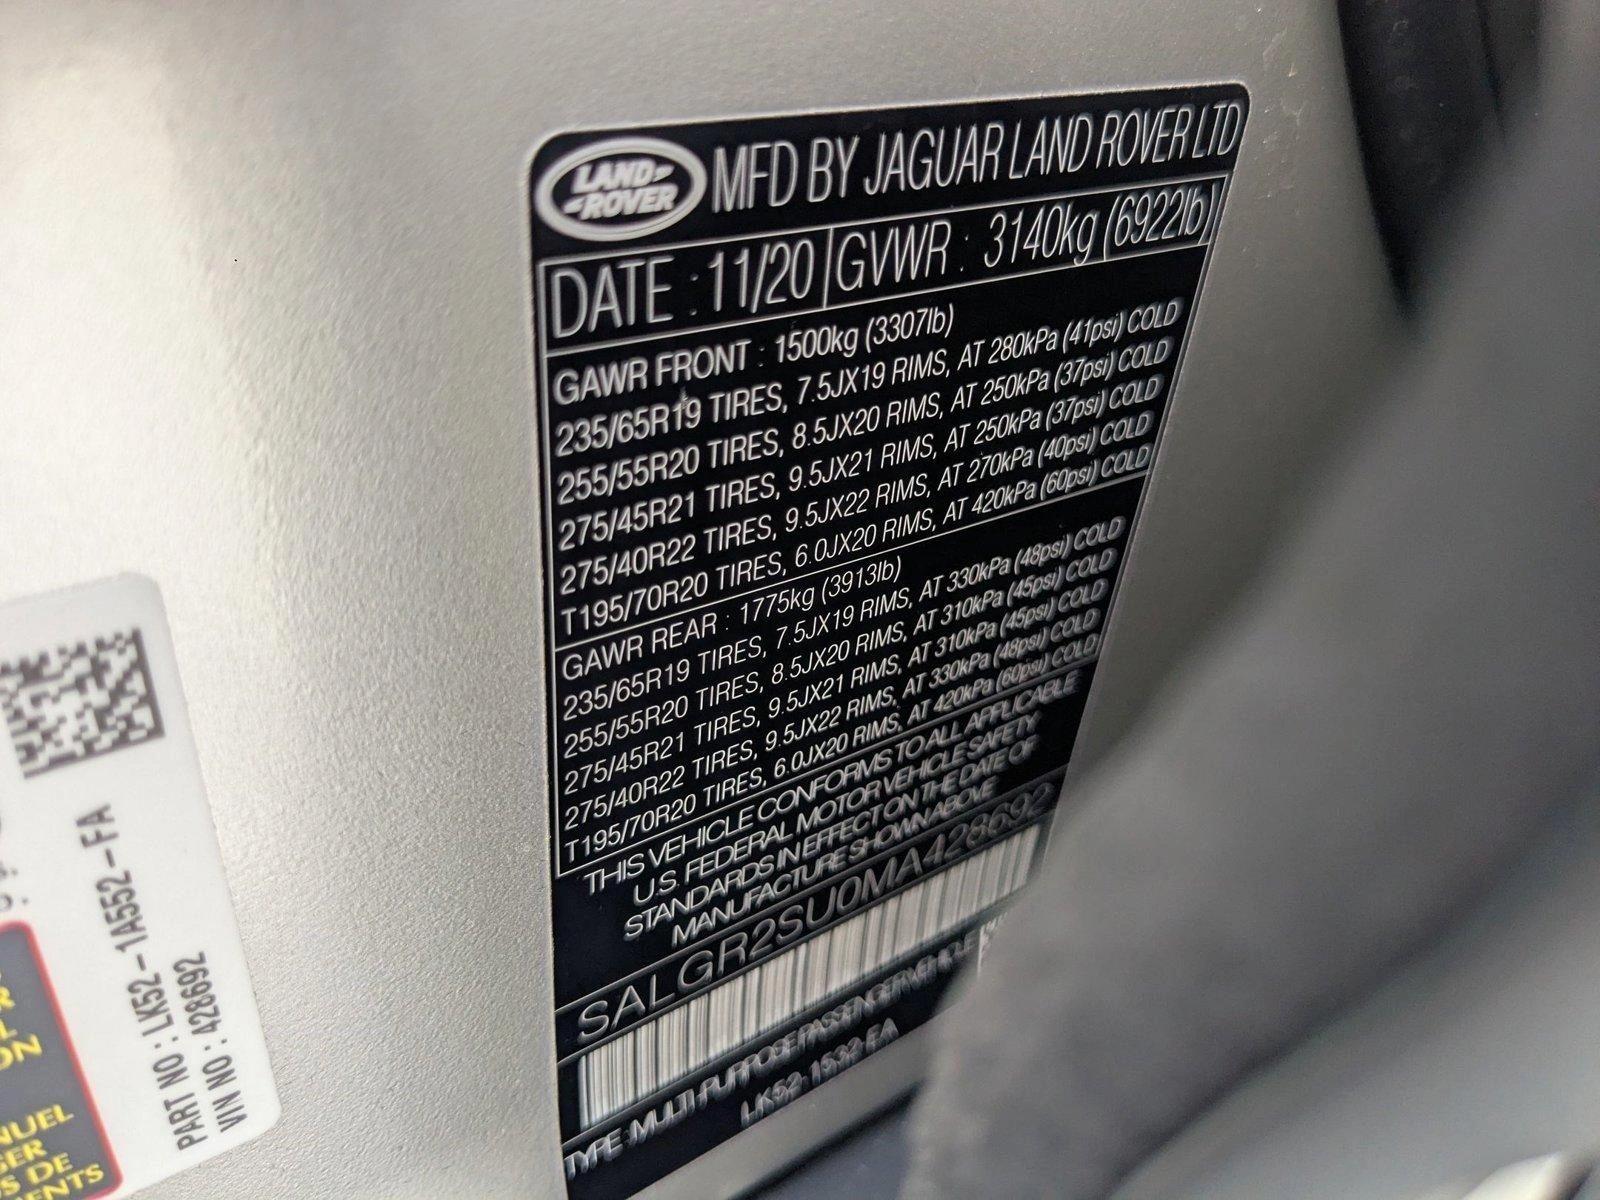 LAND-
-ROVER
MFD BY JAGUAR LAND ROVER LTD
DATE : 11/20 GVWR : 3140kg (6922lb)
GAWR FRONT : 1500kg (3307lb)
235/65R19 TIRES, 7.5JX19 RIMS, AT 280kPa (41psi) COLD
255/55R20 TIRES, 8.5JX20 RIMS, AT 250kPa (37psi) COLD
275/45R21 TIRES, 9.5JX21 RIMS, AT 250kPa (37psi) COLD
275/40R22 TIRES, 9.5JX22 RIMS, AT 270kPa (40psi) COLD
T195/70R20 TIRES, 6.0JX20 RIMS, AT 420kPa (60psi) COLD
GAWR REAR : 1775kg (3913lb)
235/65R19 TIRES, 7.5JX19 RIMS, AT 330kPa (48psi) COLD
255/55R20 TIRES, 8.5JX20 RIMS, AT 310kPa (45psi) COLD
275/45R21 TIRES, 9.5JX21 RIMS, AT 310kPa (45psi) COLD
275/40R22 TIRES, 9.5JX22 RIMS, AT 330kPa (48psi) COLD
T195/70R20 TIRES, 6.0JX20 RIMS, AT 420kPa (60psi) COLD
THIS VEHICLE CONFORMS TO ALL APPLICABLE
U.S. FEDERAL MOTOR VEHICLE SAFETY
STANDARDS IN EFFECT ON THE DATE OF
MANUFACTURE SHOWN ABOVE
SALGR2SU0MA428692
TYPE : MULTI-PURPOSE PASSENGER VEHICLE
LK52-1532-EA
PART NO : LK52-1A552-FA
VIN NO : 428692
ON
NUEL
GER
S DE
MENTS